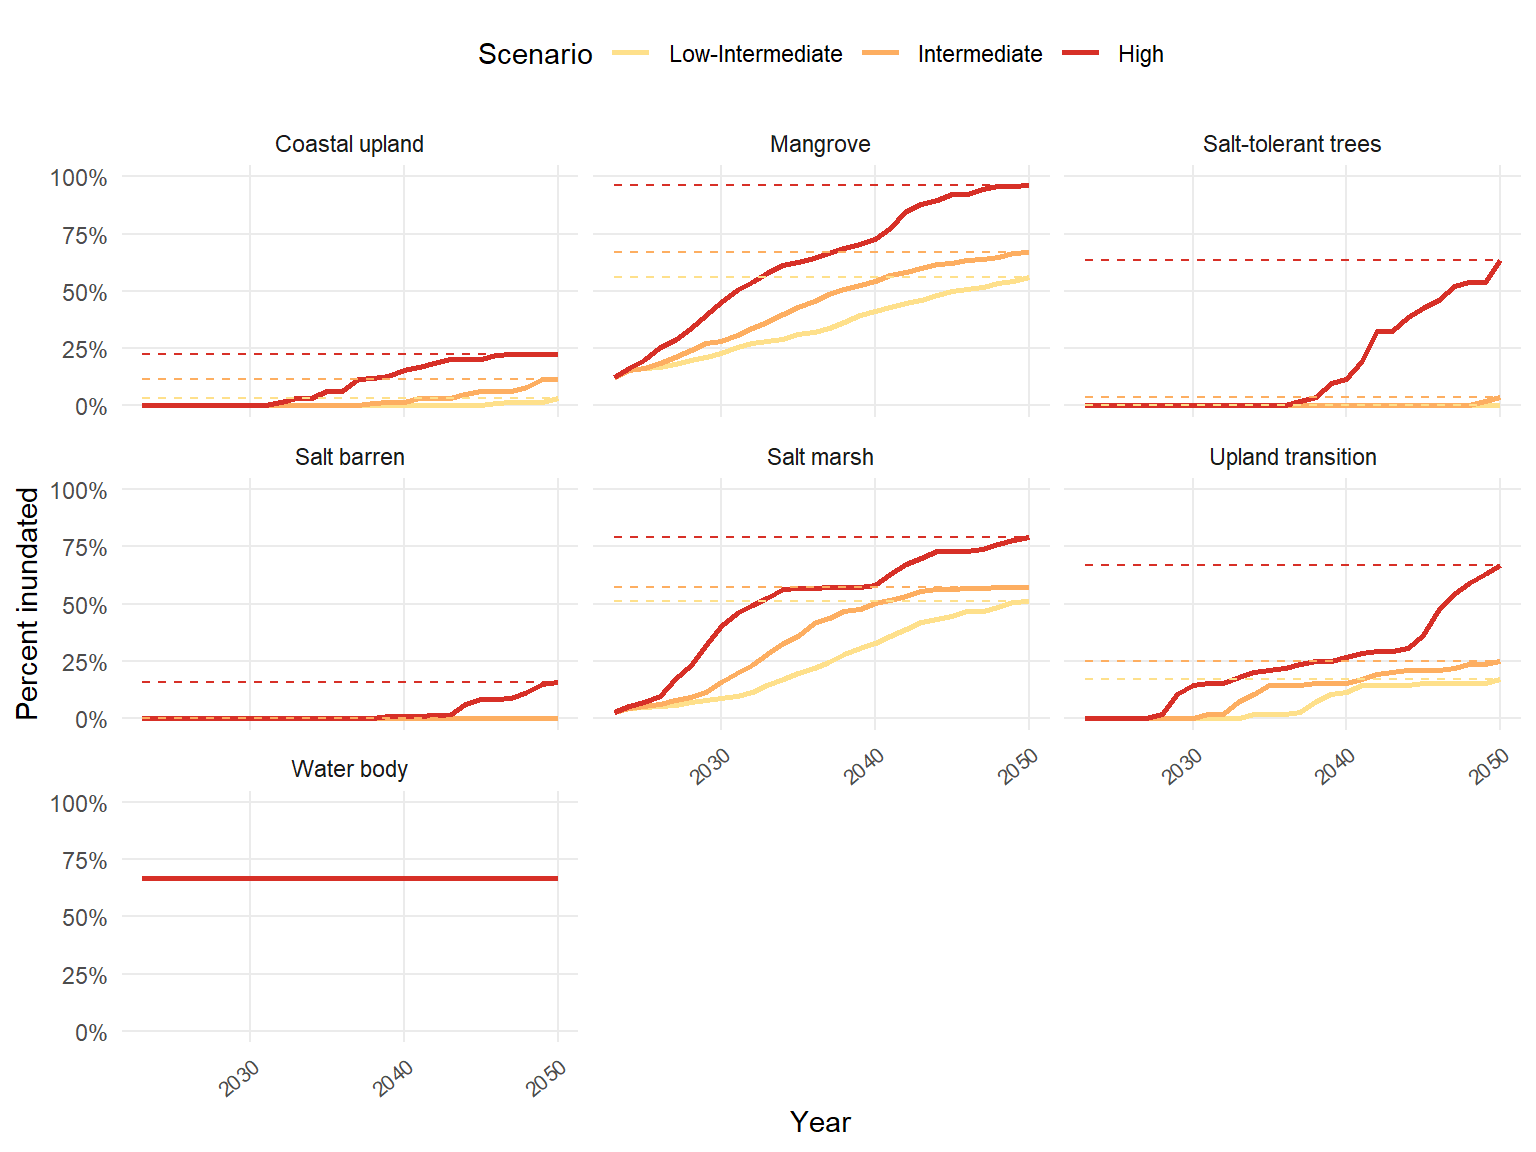 Scenario Low-Intermediate Intermediate High
Coastal upland Mangrove Salt-tolerant trees
100%
75%
50%
25%
0%
Salt barren Salt marsh Upland transition
100%
75%
50%
25%
0%
Percent inundated
2030 2040 2050 2030 2040 2050
Water body
100%
75%
50%
25%
0%
2030 2040 2050
Year